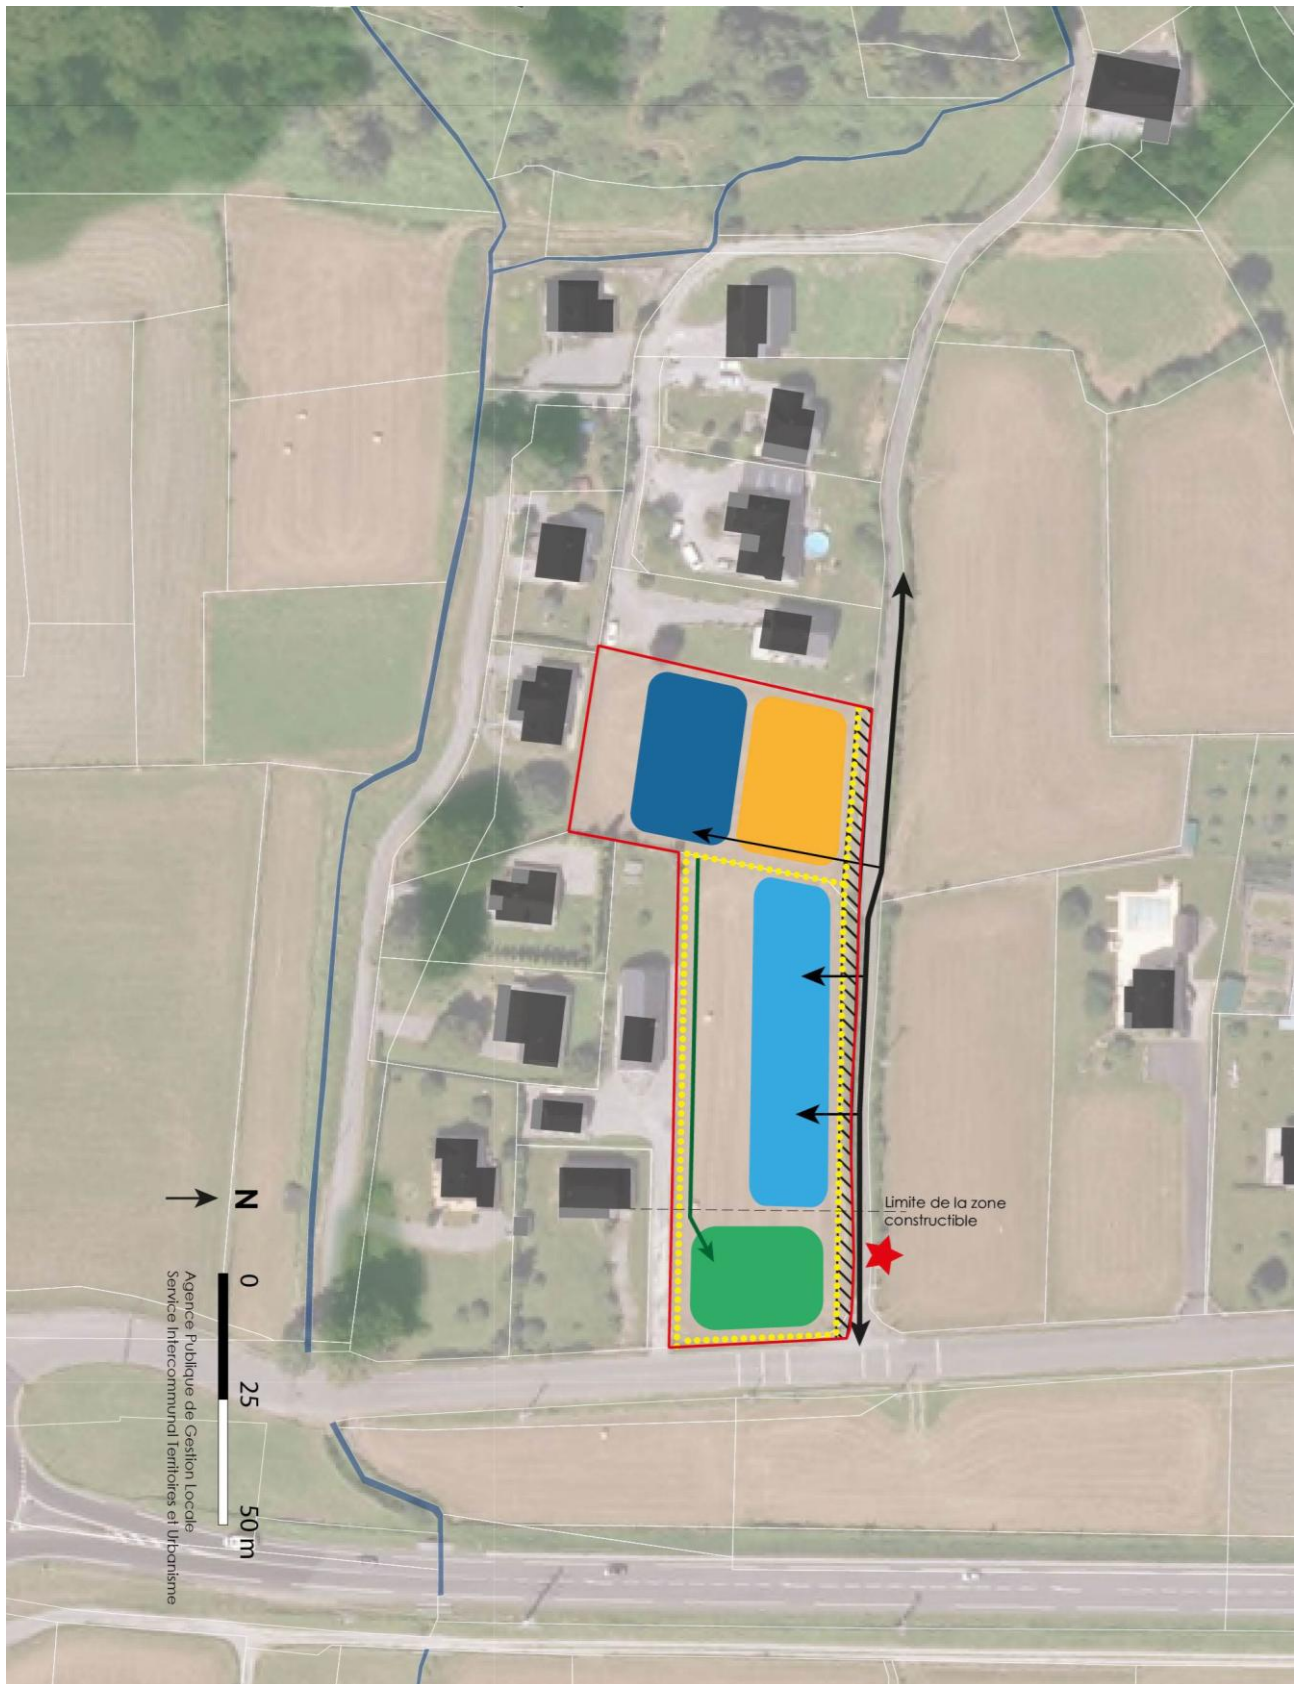 Limite de la zone
constructible
N
0
25
50 m
Agence Publique de Gestion Locale
Service Intercommunal Territoires et Urbanisme